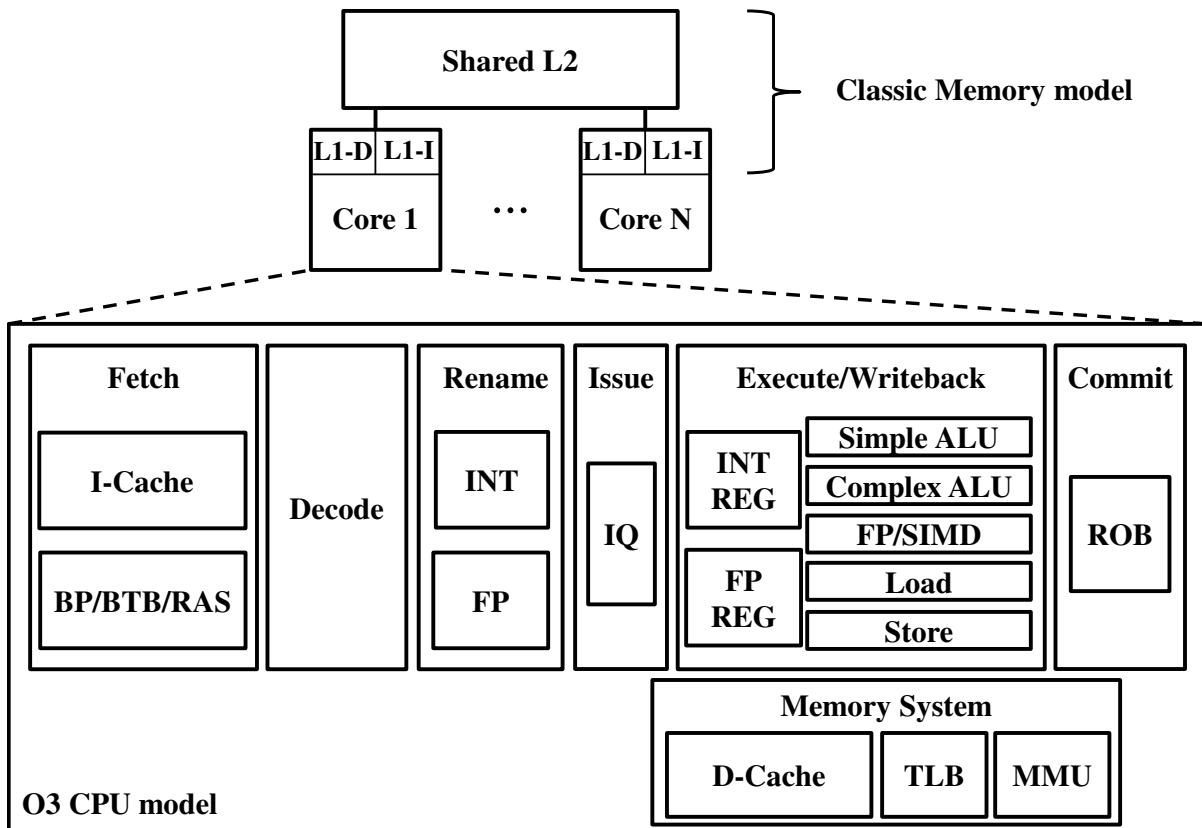 Shared L2
Classic Memory model
L1-D
L1-I
L1-D
L1-I
Core 1
…
Core N
Fetch
I-Cache
BP/BTB/RAS
Decode
Rename
INT
FP
Issue
IQ
Execute/Writeback
INT
REG
FP
REG
Simple ALU
Complex ALU
FP/SIMD
Load
Store
Commit
ROB
Memory System
D-Cache
TLB
MMU
O3 CPU model